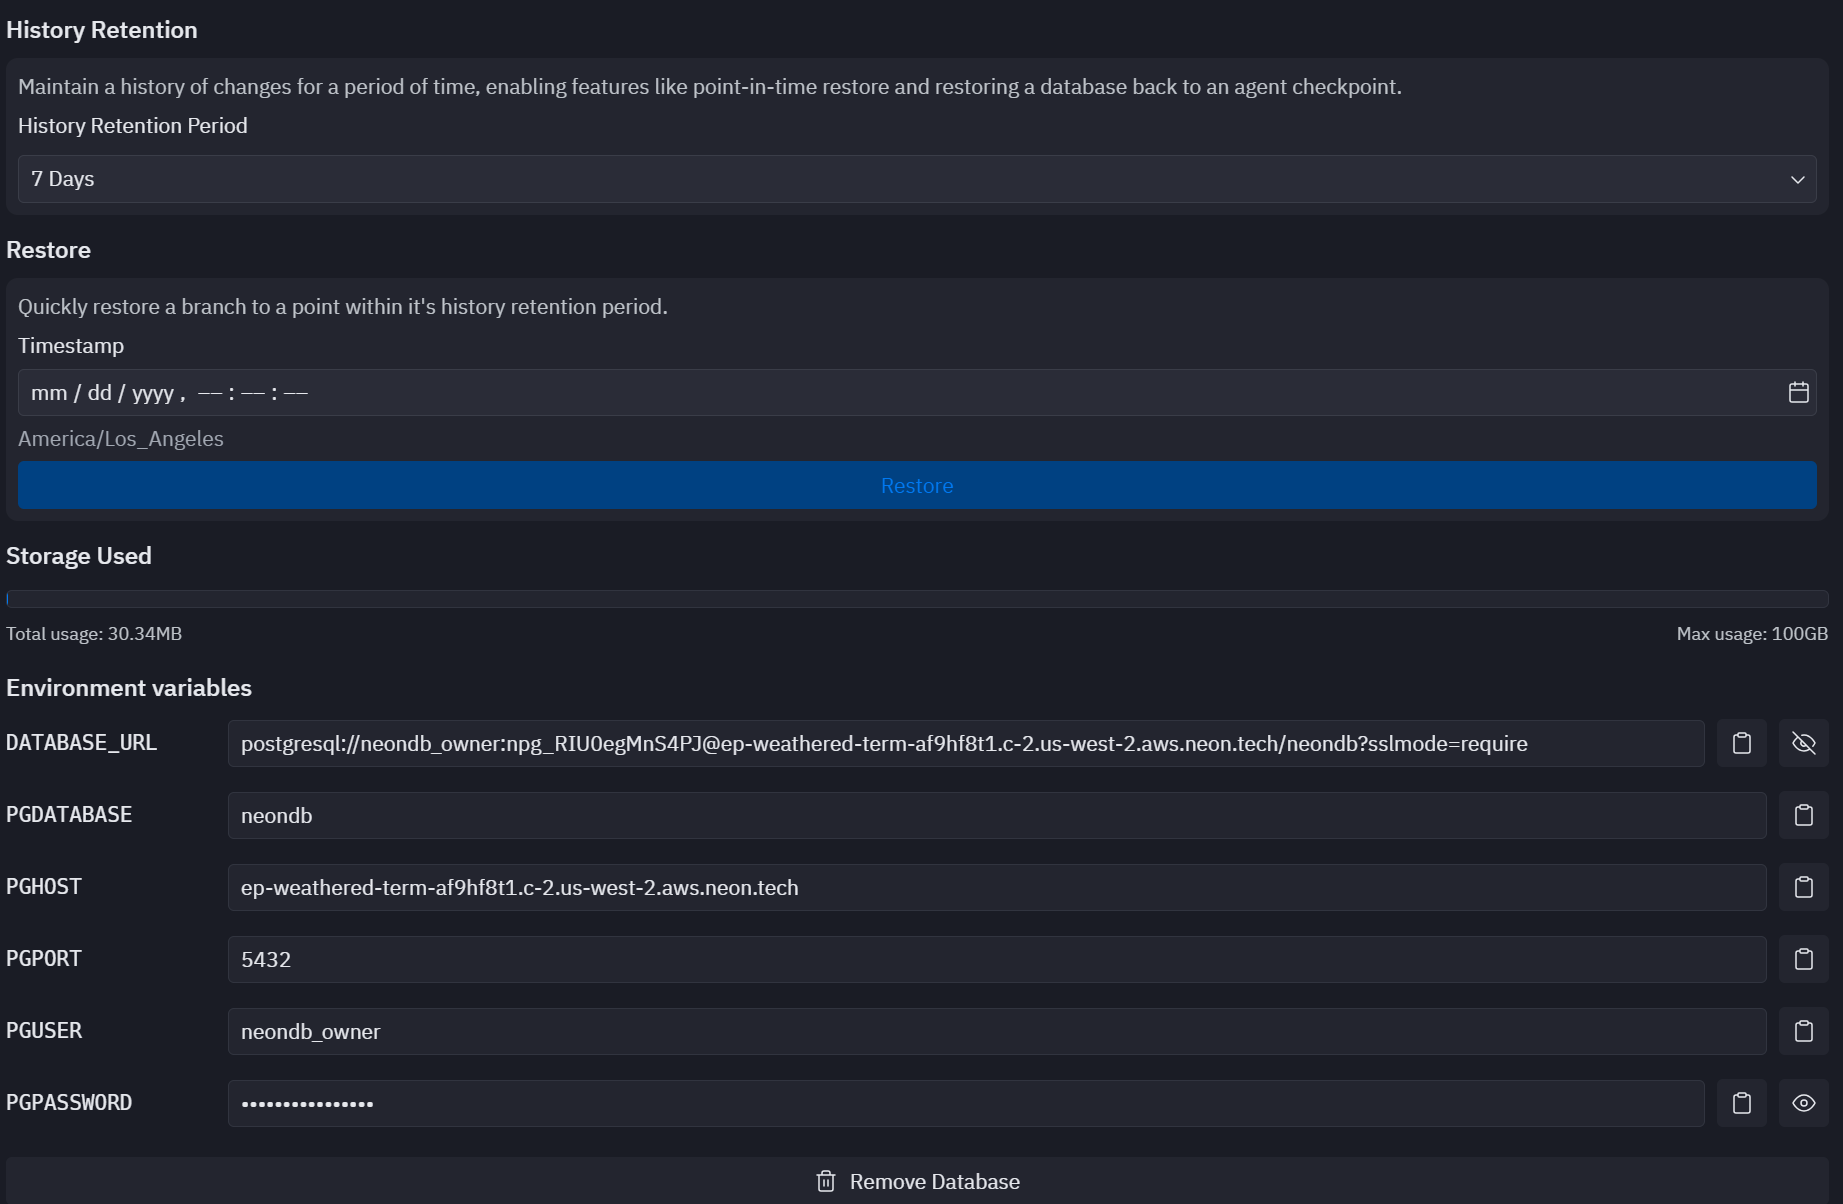 History Retention
Maintain a history of changes for a period of time, enabling features like point-in-time restore and restoring a database back to an agent checkpoint.
History Retention Period
7 Days
Restore
Quickly restore a branch to a point within it's history retention period.
Timestamp
mm / dd / yyyy , –– : –– : ––
America/Los_Angeles
Restore
Storage Used
Total usage: 30.34MB Max usage: 100GB
Environment variables
DATABASE_URL postgresql://neondb_owner:npg_RIU0egMnS4PJ@ep-weathered-term-af9hf8t1.c-2.us-west-2.aws.neon.tech/neondb?sslmode=require
PGDATABASE neondb
PGHOST ep-weathered-term-af9hf8t1.c-2.us-west-2.aws.neon.tech
PGPORT 5432
PGUSER neondb_owner
PGPASSWORD ••••••••••••••••
Remove Database